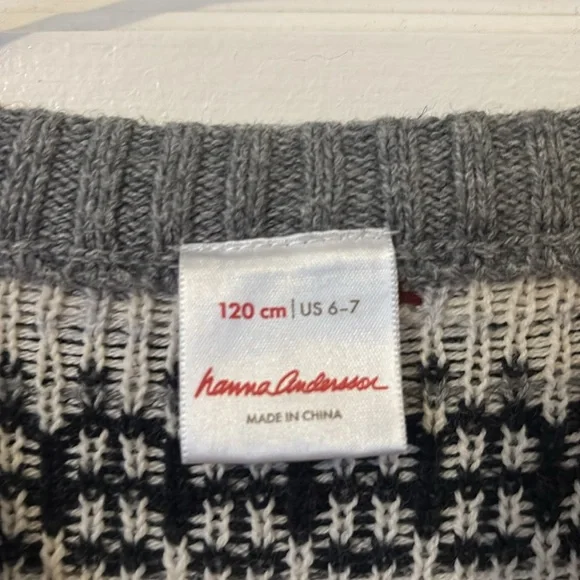 120 cm | US 6-7
hanna Andersson
MADE IN CHINA